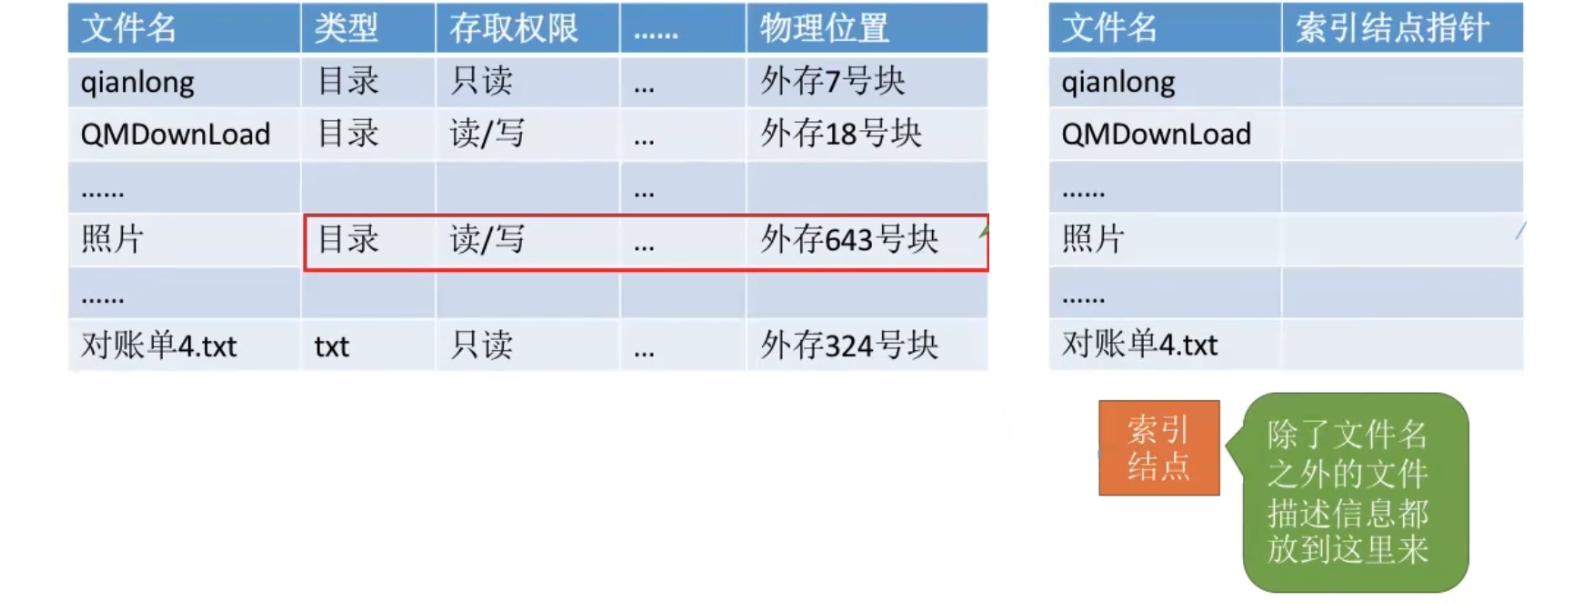 文件名 类型 存取权限 …… 物理位置
qianlong 目录 只读 ... 外存7号块
QMDownLoad 目录 读/写 ... 外存18号块
…… ...
照片 目录 读/写 ... 外存643号块
……
对账单4.txt txt 只读 ... 外存324号块
文件名 索引结点指针
qianlong
QMDownLoad
……
照片
……
对账单4.txt
索引
结点
除了文件名
之外的文件
描述信息都
放到这里来